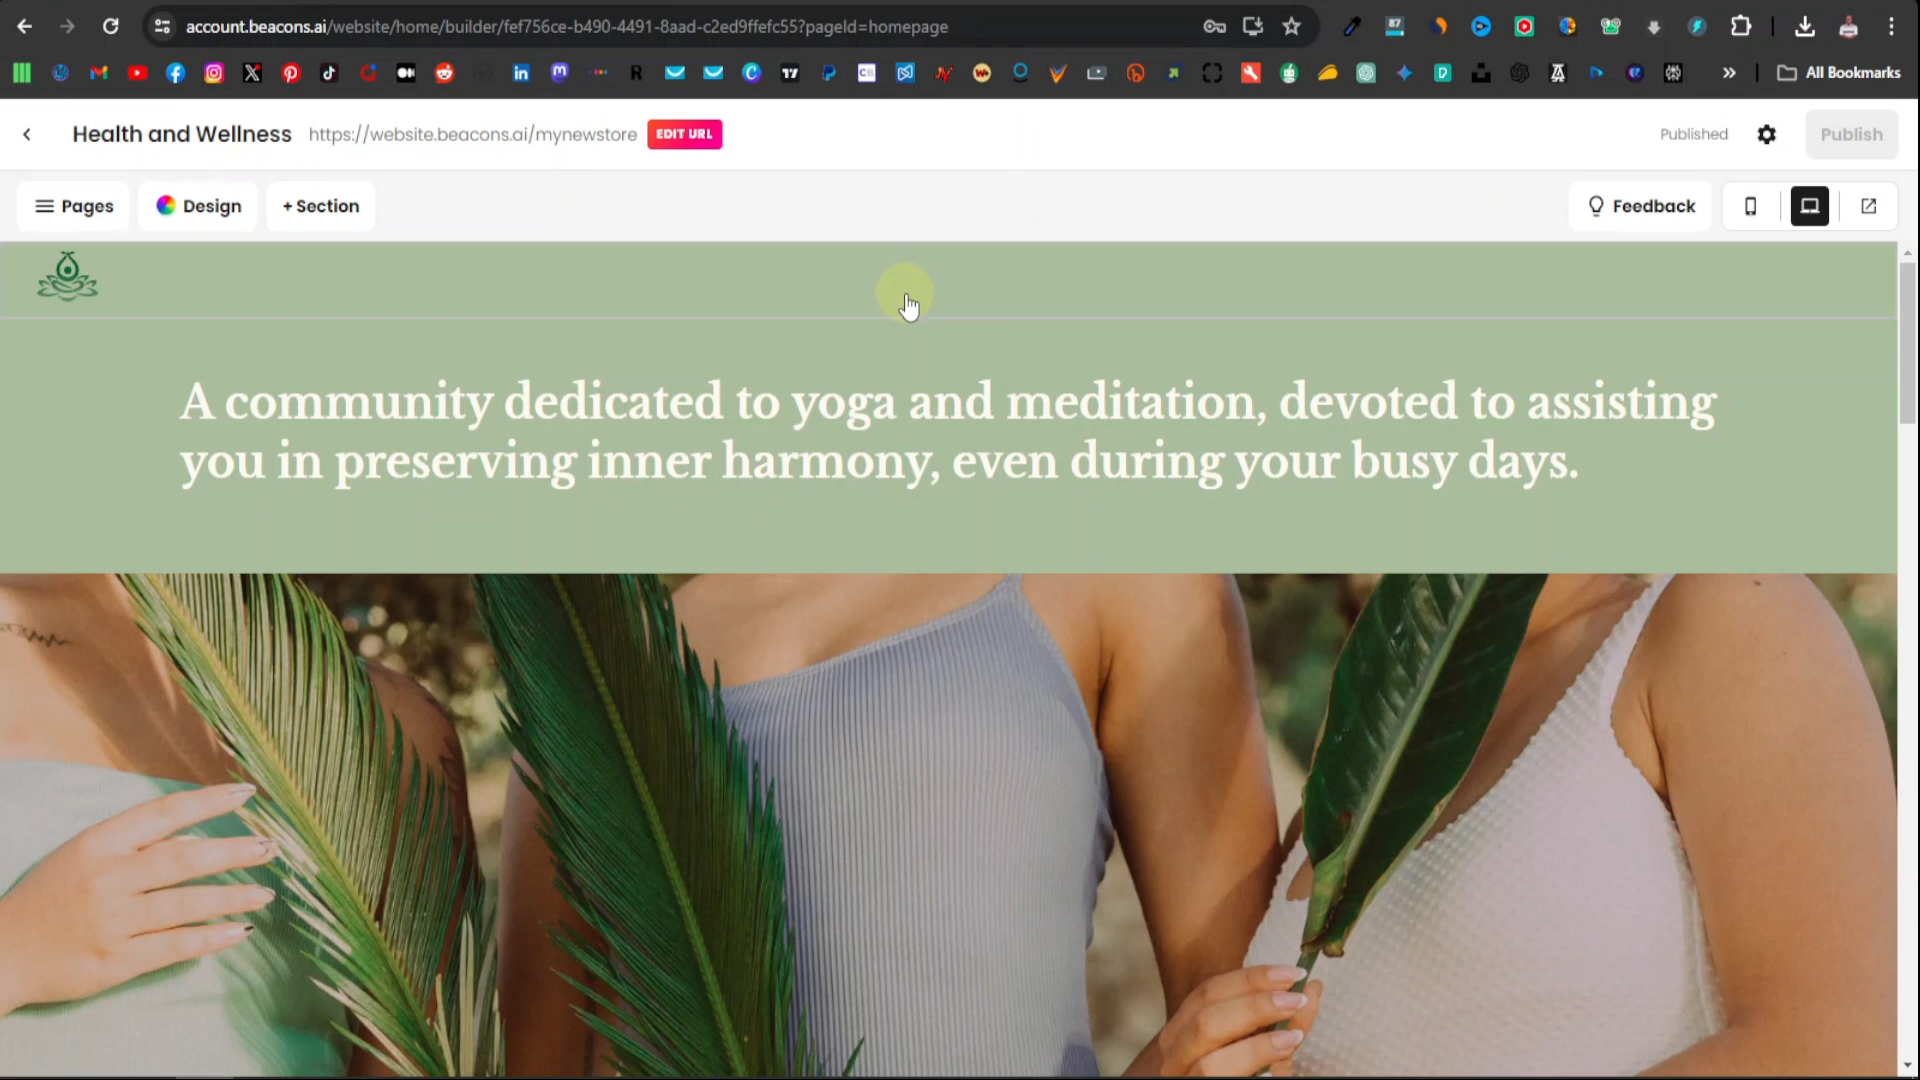 account.beacons.ai/website/home/builder/fef756ce-b490-4491-8aad-c2ed9ffefc55?pageId=homepage
87
All Bookmarks
Health and Wellness https://website.beacons.ai/mynewstore EDIT URL Published Publish
Pages Design + Section Feedback
A community dedicated to yoga and meditation, devoted to assisting
you in preserving inner harmony, even during your busy days.